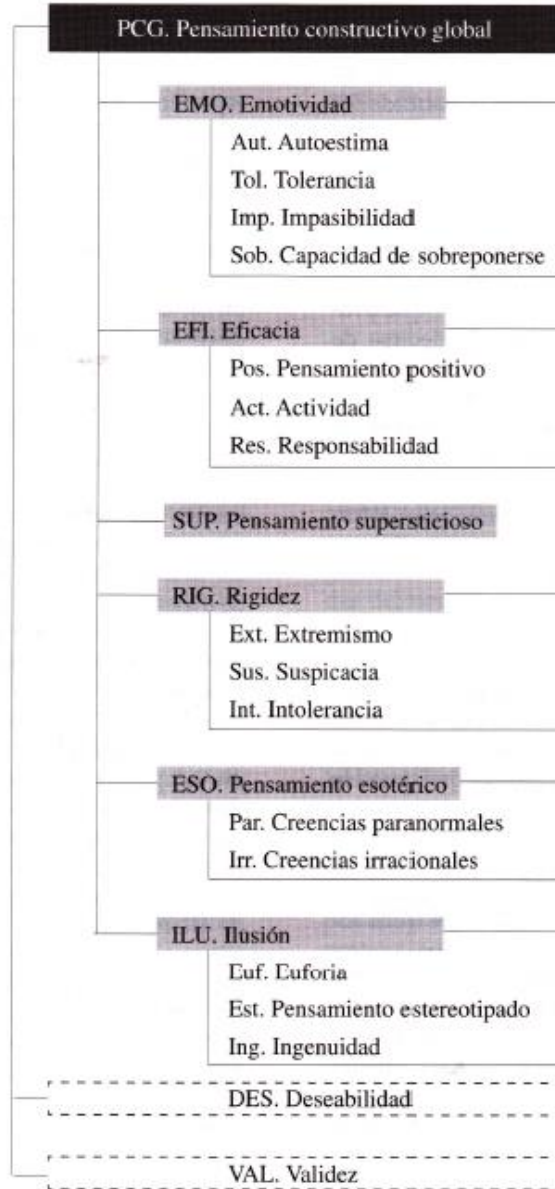 PCG. Pensamiento constructivo global
EMO. Emotividad
Aut. Autoestima
Tol. Tolerancia
Imp. Impasibilidad
Sob. Capacidad de sobreponerse
EFI. Eficacia
Pos. Pensamiento positivo
Act. Actividad
Res. Responsabilidad
SUP. Pensamiento supersticioso
RIG. Rigidez
Ext. Extremismo
Sus. Suspicacia
Int. Intolerancia
ESO. Pensamiento esotérico
Par. Creencias paranormales
Irr. Creencias irracionales
ILU. Ilusión
Euf. Euforia
Est. Pensamiento estereotipado
Ing. Ingenuidad
DES. Deseabilidad
VAL. Validez